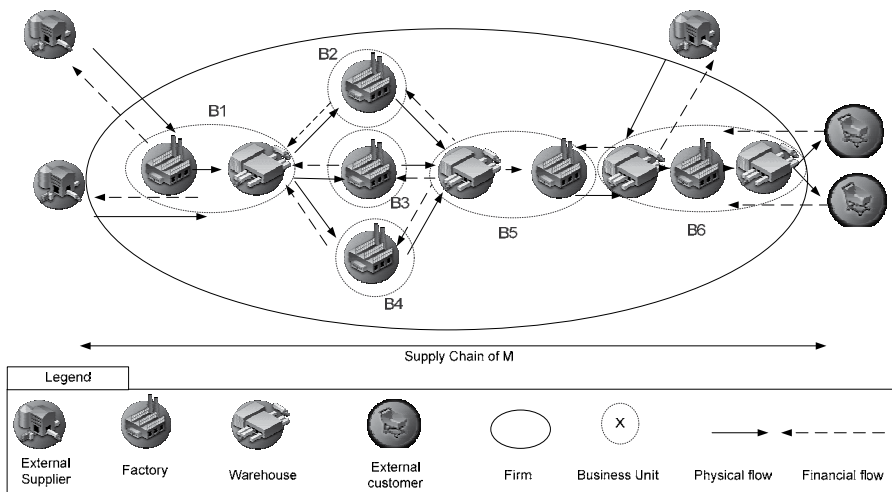 B2
B1
B3
B5
B6
B4
Supply Chain of M
Legend
X
External
Supplier
Factory
Warehouse
External
customer
Firm
Business Unit
Physical flow
Financial flow